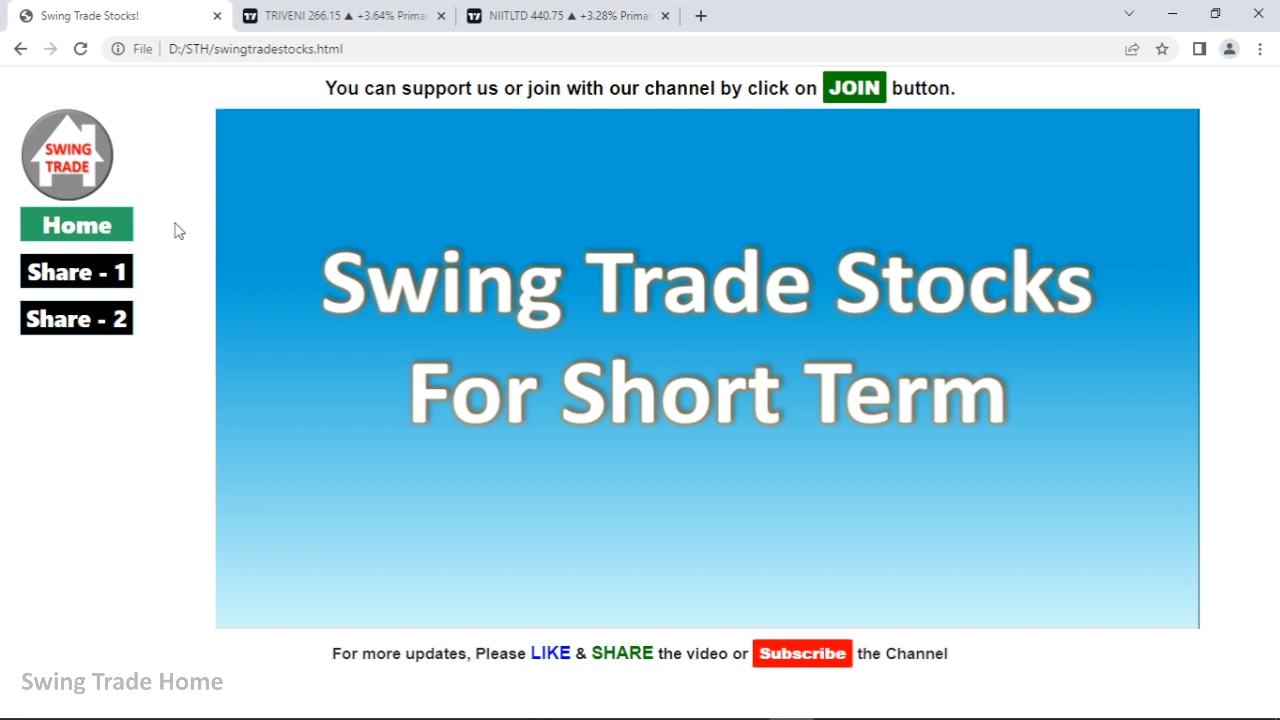 Swing Trade Stocks!
TRIVENI 266.15 ▲ +3.64% Primar
NIITLTD 440.75 ▲ +3.28% Primar
File
D:/STH/swingtradestocks.html
You can support us or join with our channel by click on JOIN button.
SWING
TRADE
Home
Share - 1
Share - 2
Swing Trade Stocks
For Short Term
For more updates, Please LIKE & SHARE the video or Subscribe the Channel
Swing Trade Home